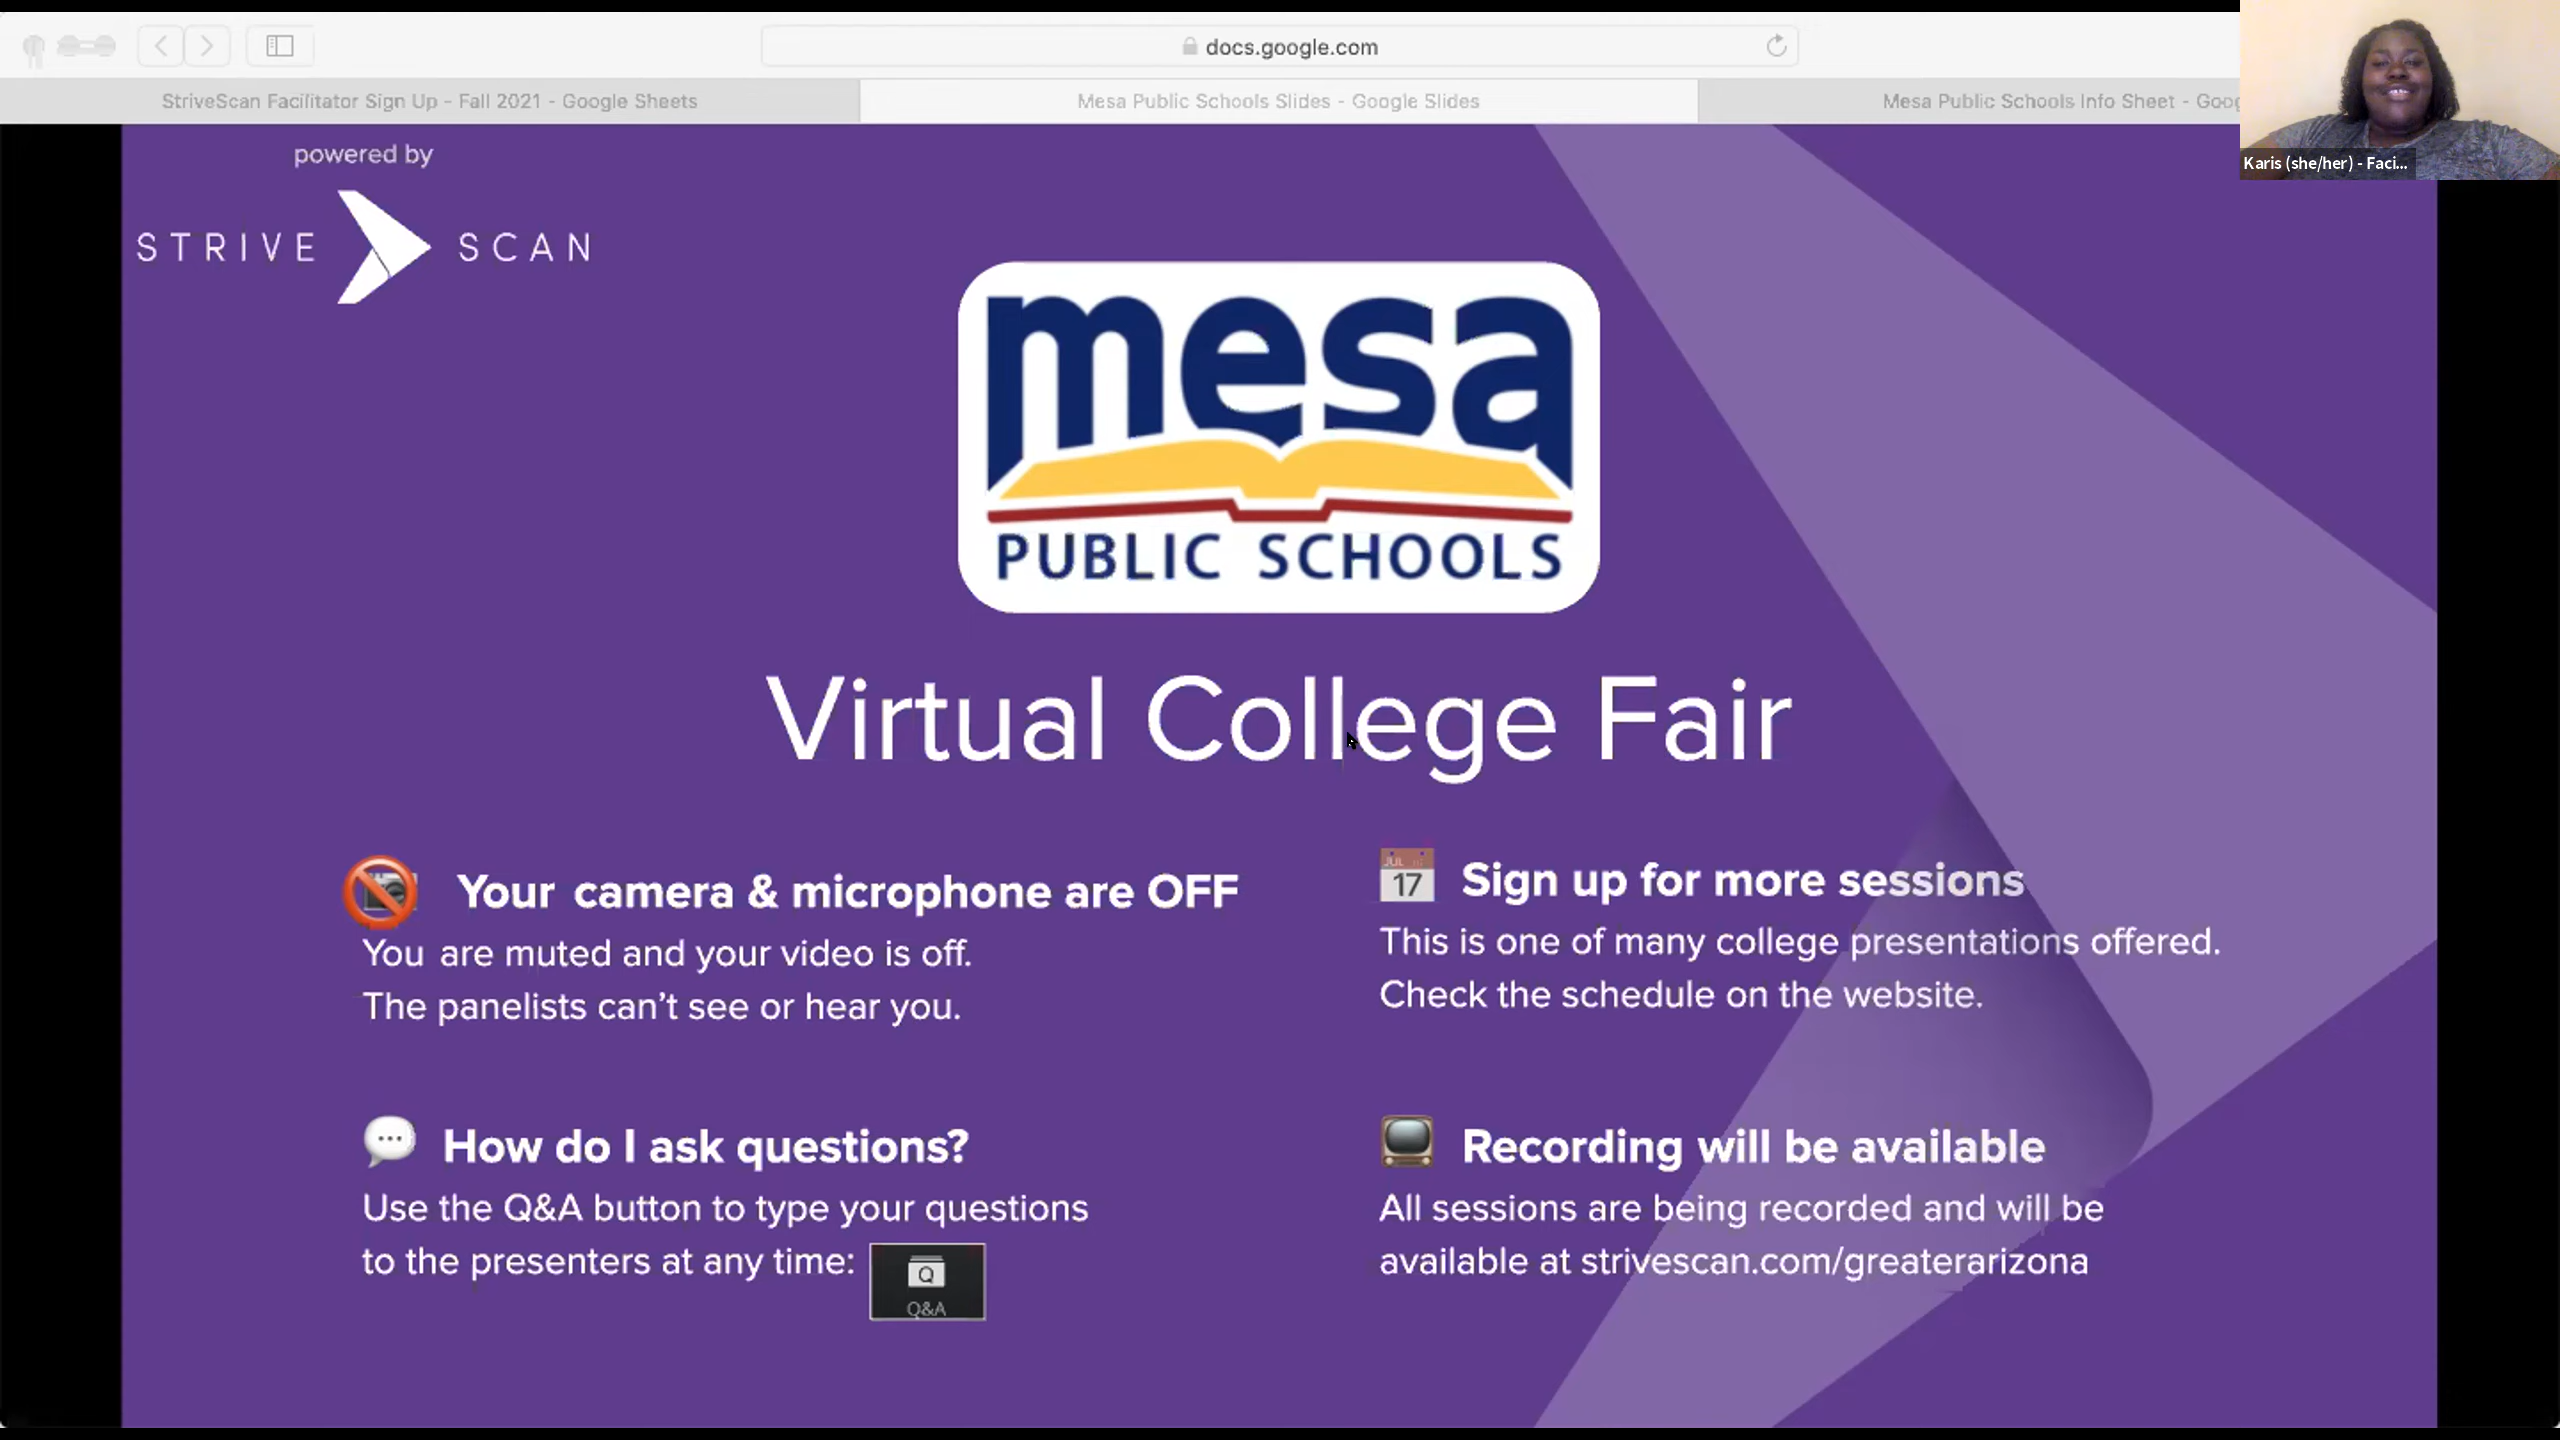 docs.google.com
StriveScan Facilitator Sign Up - Fall 2021 - Google Sheets
Mesa Public Schools Slides - Google Slides
Mesa Public Schools Info Sheet - Goog
Karis (she/her) - Faci...
powered by
STRIVE SCAN
mesa
PUBLIC SCHOOLS
Virtual College Fair
Your camera & microphone are OFF
You are muted and your video is off.
The panelists can't see or hear you.
JUL
17
Sign up for more sessions
This is one of many college presentations offered.
Check the schedule on the website.
How do I ask questions?
Use the Q&A button to type your questions
to the presenters at any time:
Q
Q&A
Recording will be available
All sessions are being recorded and will be
available at strivescan.com/greaterarizona